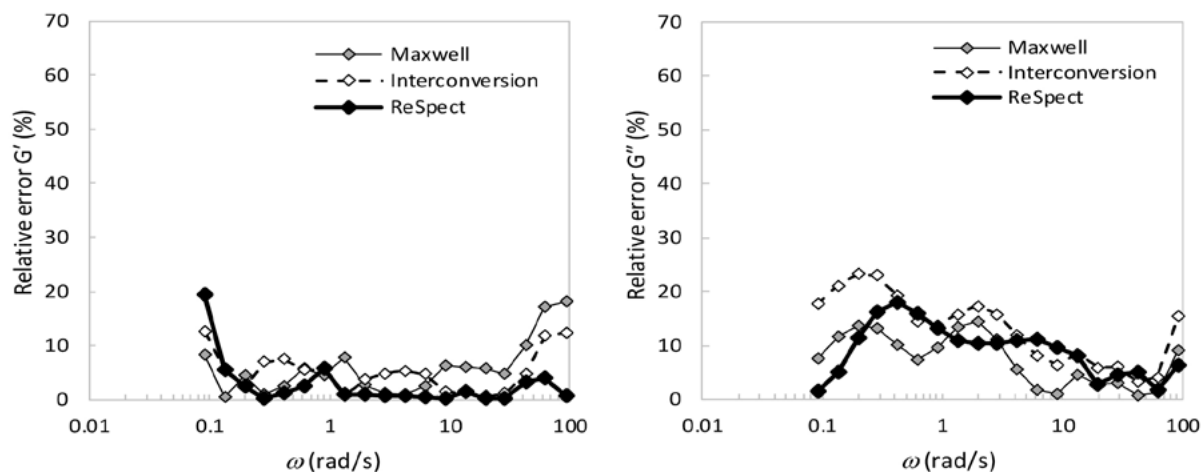 Relative error G′ (%)
70
60
50
40
30
20
10
0
Maxwell
Interconversion
ReSpect
0.01
0.1
1
10
100
ω (rad/s)
Relative error G″ (%)
70
60
50
40
30
20
10
0
Maxwell
Interconversion
ReSpect
0.01
0.1
1
10
100
ω (rad/s)